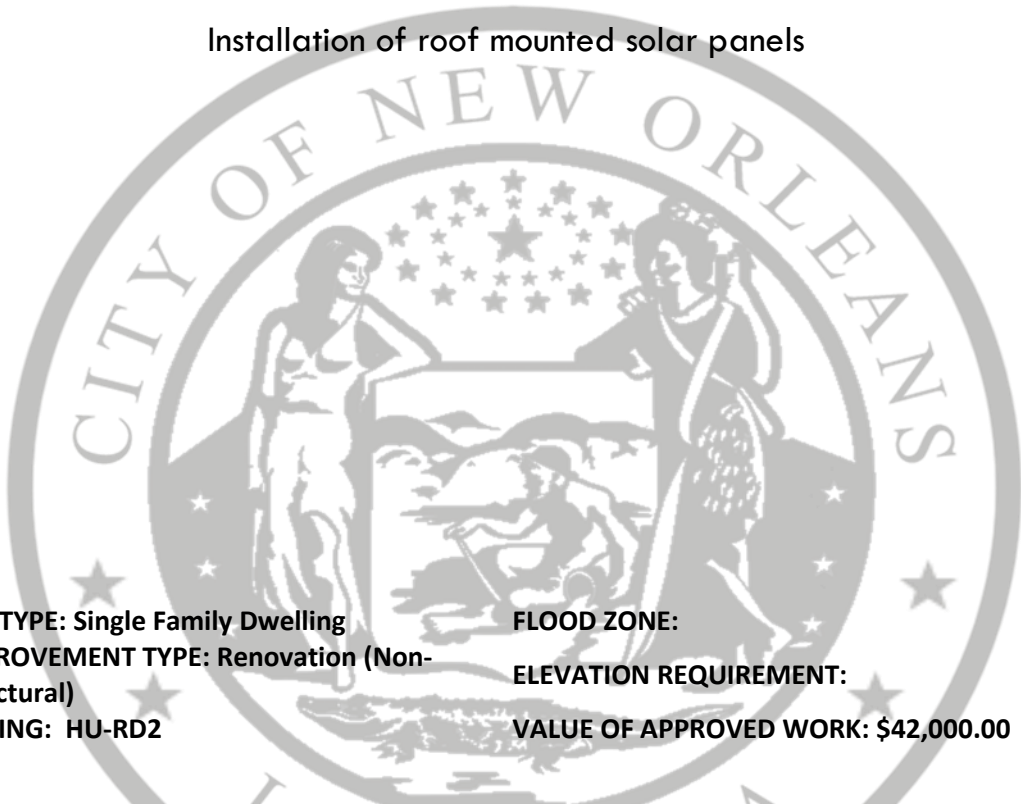 Installation of roof mounted solar panels
CITY OF NEW ORLEANS
TYPE: Single Family Dwelling
FLOOD ZONE:
ROVEMENT TYPE: Renovation (Non-
ctural)
ELEVATION REQUIREMENT:
ING: HU-RD2
VALUE OF APPROVED WORK: $42,000.00